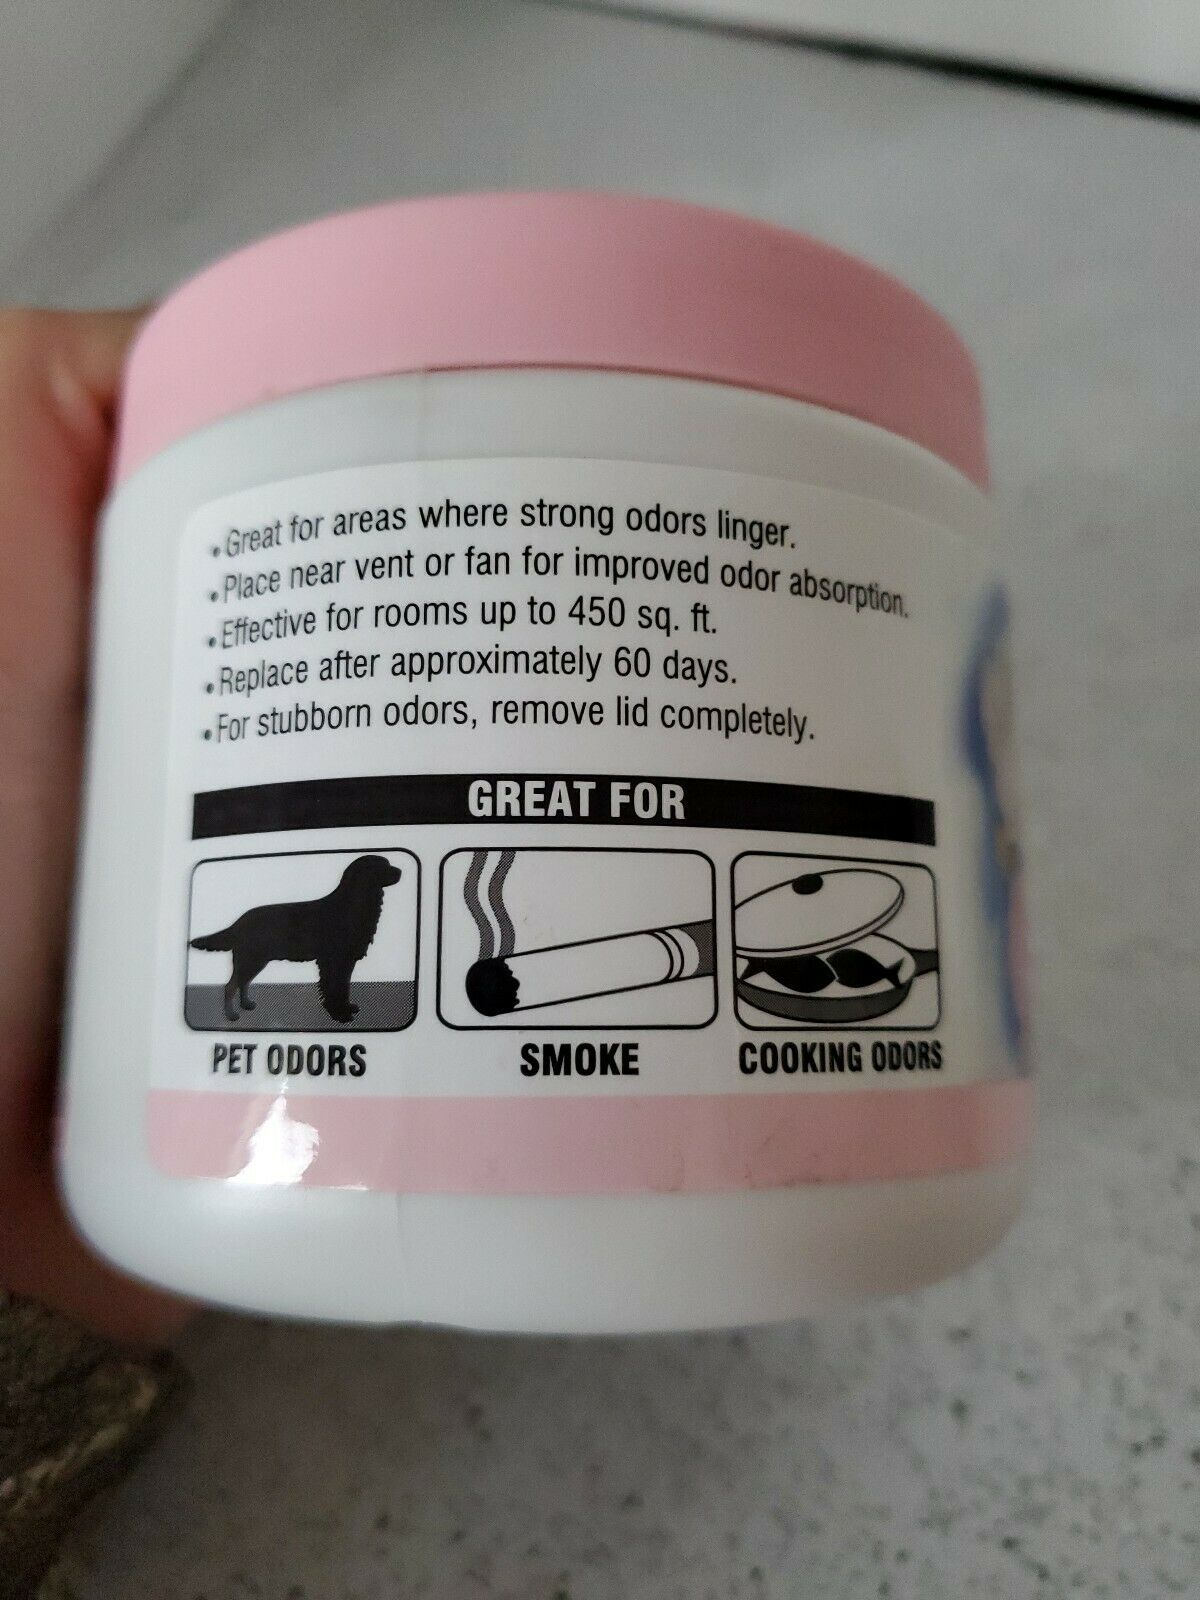 •Great for areas where strong odors linger.
•Place near vent or fan for improved odor absorption.
•Effective for rooms up to 450 sq. ft.
•Replace after approximately 60 days.
•For stubborn odors, remove lid completely.
GREAT FOR
PET ODORS
SMOKE
COOKING ODORS